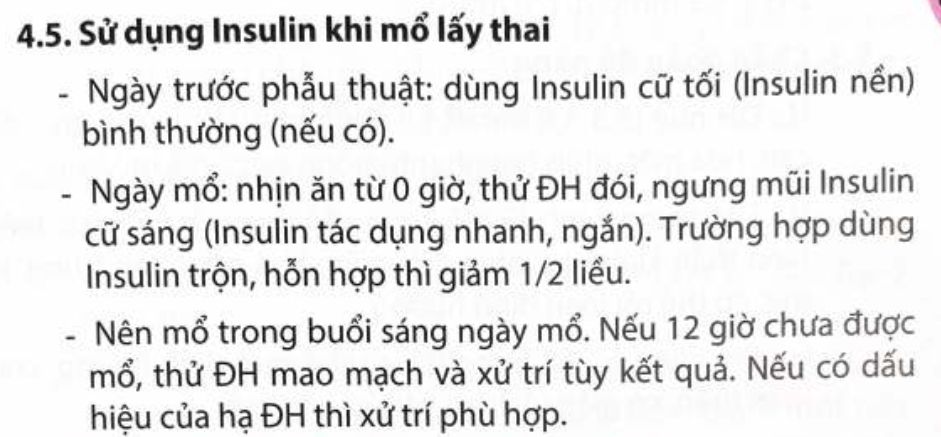 4.5. Sử dụng Insulin khi mổ lấy thai
- Ngày trước phẫu thuật: dùng Insulin cữ tối (Insulin nền)
bình thường (nếu có).
- Ngày mổ: nhịn ăn từ 0 giờ, thử ĐH đói, ngưng mũi Insulin
cữ sáng (Insulin tác dụng nhanh, ngắn). Trường hợp dùng
Insulin trộn, hỗn hợp thì giảm 1/2 liều.
- Nên mổ trong buổi sáng ngày mổ. Nếu 12 giờ chưa được
mổ, thử ĐH mao mạch và xử trí tùy kết quả. Nếu có dấu
hiệu của hạ ĐH thì xử trí phù hợp.